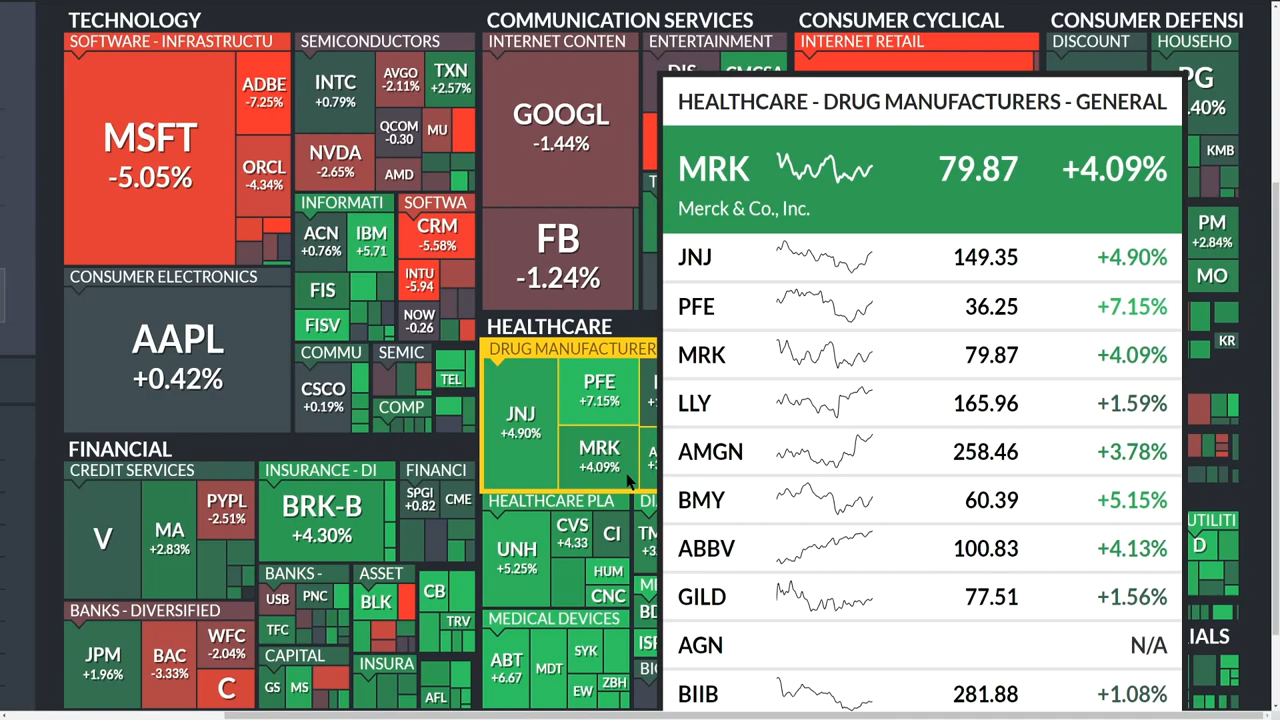 TECHNOLOGY
SOFTWARE - INFRASTRUCTU
MSFT
-5.05%
ADBE
-7.25%
ORCL
-4.34%
CONSUMER ELECTRONICS
AAPL
+0.42%
SEMICONDUCTORS
INTC
+0.79%
AVGO
-2.11%
TXN
+2.57%
NVDA
-2.65%
QCOM
-0.30
MU
AMD
INFORMATI
ACN
+0.76%
IBM
+5.71
FIS
FISV
SOFTWA
CRM
-5.58%
INTU
-5.94
NOW
-0.26
COMMU
CSCO
+0.19%
SEMIC
COMP
TEL
COMMUNICATION SERVICES
INTERNET CONTEN
GOOGL
-1.44%
FB
-1.24%
ENTERTAINMENT
DIS
CMCSA
T
CONSUMER CYCLICAL
INTERNET RETAIL
CONSUMER DEFENSI
DISCOUNT
HOUSEHO
PG
.40%
KMB
PM
+2.84%
MO
KR
FINANCIAL
CREDIT SERVICES
V
MA
+2.83%
PYPL
-2.51%
INSURANCE - DI
BRK-B
+4.30%
FINANCI
SPGI
+0.82
CME
BANKS - DIVERSIFIED
JPM
+1.96%
BAC
-3.33%
WFC
-2.04%
C
BANKS -
USB
PNC
TFC
ASSET
BLK
CB
TRV
CAPITAL
GS
MS
INSURA
AFL
HEALTHCARE
DRUG MANUFACTURER
JNJ
+4.90%
PFE
+7.15%
MRK
+4.09%
HEALTHCARE PLA
UNH
+5.25%
CVS
+4.33
CI
HUM
CNC
DI
TM
+3.
MEDICAL DEVICES
ABT
+6.67
MDT
SYK
EW
ZBH
ME
BD
ISR
BIO
HEALTHCARE - DRUG MANUFACTURERS - GENERAL
MRK 79.87 +4.09%
Merck & Co., Inc.
JNJ 149.35 +4.90%
PFE 36.25 +7.15%
MRK 79.87 +4.09%
LLY 165.96 +1.59%
AMGN 258.46 +3.78%
BMY 60.39 +5.15%
ABBV 100.83 +4.13%
GILD 77.51 +1.56%
AGN N/A
BIIB 281.88 +1.08%
UTILITI
D
IALS